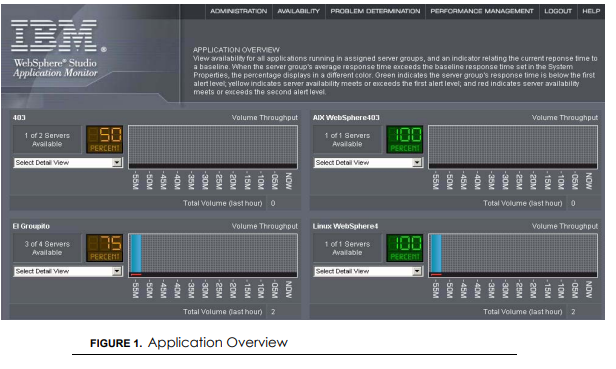 ADMINISTRATION AVAILABILITY PROBLEM DETERMINATION PERFORMANCE MANAGEMENT LOGOUT HELP
IBM.
WebSphere® Studio
Application Monitor
APPLICATION OVERVIEW
View availability for all applications running in assigned server groups, and an indicator relating the current reponse time to
a baseline. When the server group's average response time exceeds the baseline response time set in the System
Properties, the percentage displays in a different color. Green indicates the server group's response time is below the first
alert level; yellow indicates server availability meets or exceeds the first alert level; and red indicates server availability
meets or exceeds the second alert level.
403 Volume Throughput
1 of 2 Servers
Available
50
PERCENT
Select Detail View
-55M -50M -45M -40M -35M -30M -25M -20M -15M -10M -05M NOW
Total Volume (last hour) 0
AIX WebSphere403 Volume Throughput
1 of 1 Servers
Available
100
PERCENT
Select Detail View
-55M -50M -45M -40M -35M -30M -25M -20M -15M -10M -05M NOW
Total Volume (last hour) 0
El Groupito Volume Throughput
3 of 4 Servers
Available
75
PERCENT
Select Detail View
-55M -50M -45M -40M -35M -30M -25M -20M -15M -10M -05M NOW
Total Volume (last hour) 2
Linux WebSphere4 Volume Throughput
1 of 1 Servers
Available
100
PERCENT
Select Detail View
-55M -50M -45M -40M -35M -30M -25M -20M -15M -10M -05M NOW
Total Volume (last hour) 2
FIGURE 1. Application Overview